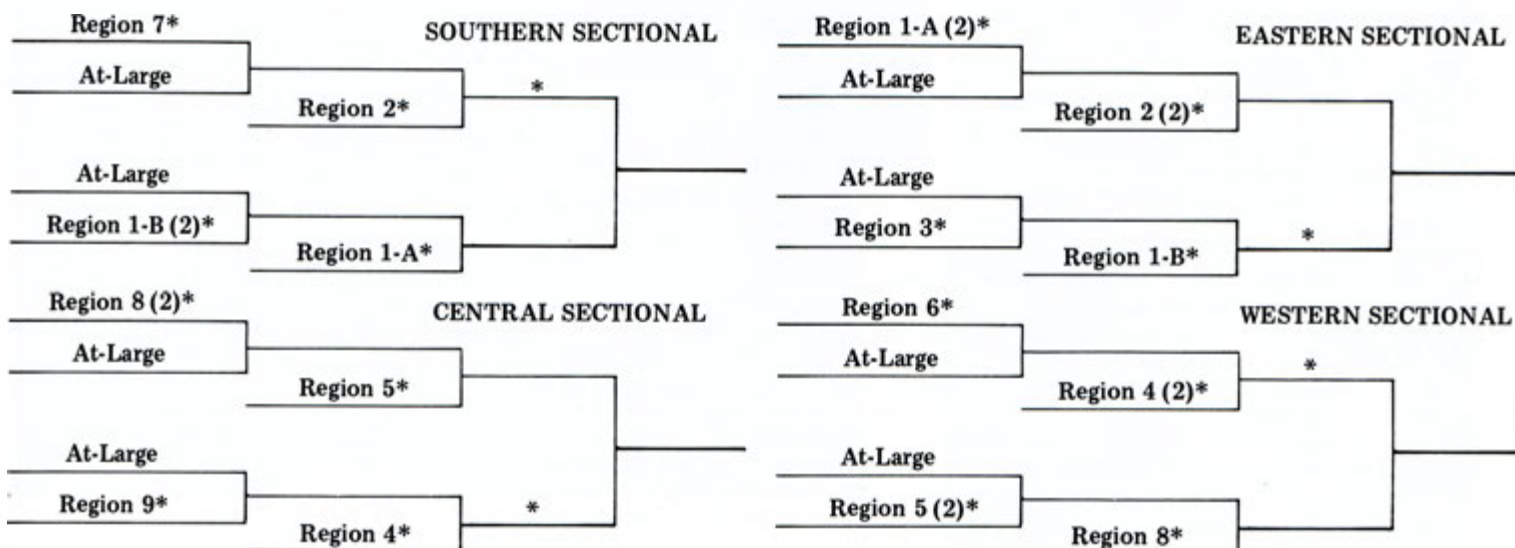 SOUTHERN SECTIONAL
Region 7*
At-Large
Region 2*
*
At-Large
Region 1-B (2)*
Region 1-A*
EASTERN SECTIONAL
Region 1-A (2)*
At-Large
Region 2 (2)*
At-Large
Region 3*
Region 1-B*
*
CENTRAL SECTIONAL
Region 8 (2)*
At-Large
Region 5*
At-Large
Region 9*
Region 4*
*
WESTERN SECTIONAL
Region 6*
At-Large
Region 4 (2)*
*
At-Large
Region 5 (2)*
Region 8*